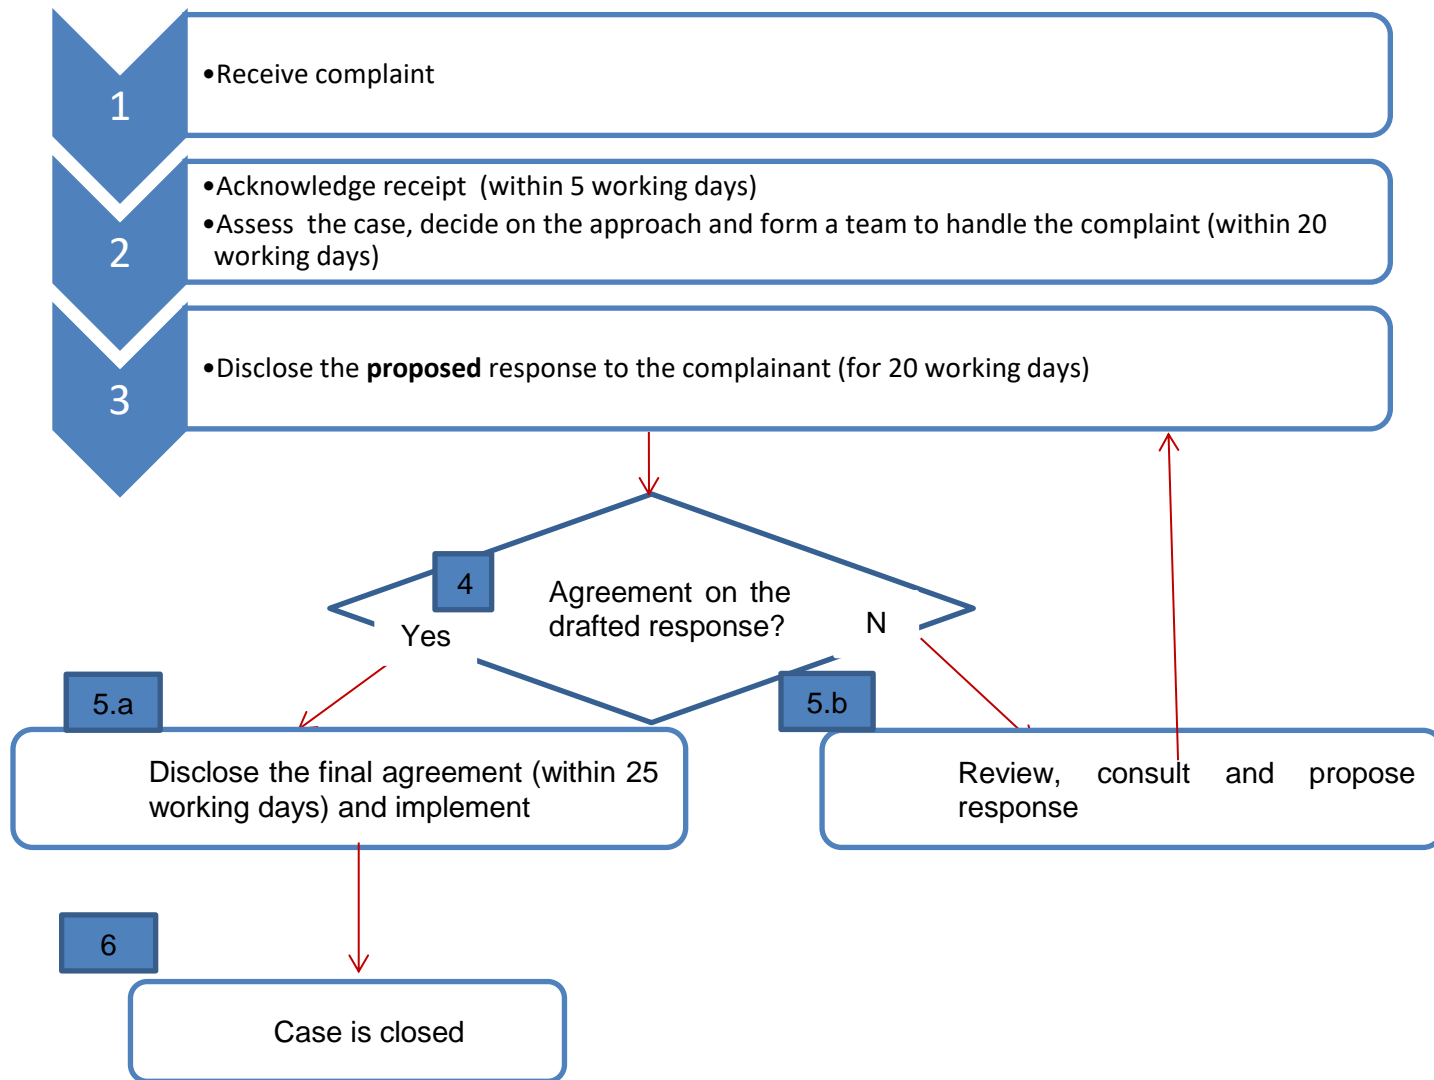 1
•Receive complaint
2
•Acknowledge receipt  (within 5 working days)
•Assess  the case, decide on the approach and form a team to handle the complaint (within 20
working days)
3
•Disclose the proposed response to the complainant (for 20 working days)
4
Agreement on the
drafted response?
Yes
N
5.a
Disclose the final agreement (within 25
working days) and implement
5.b
Review, consult and propose
response
6
Case is closed